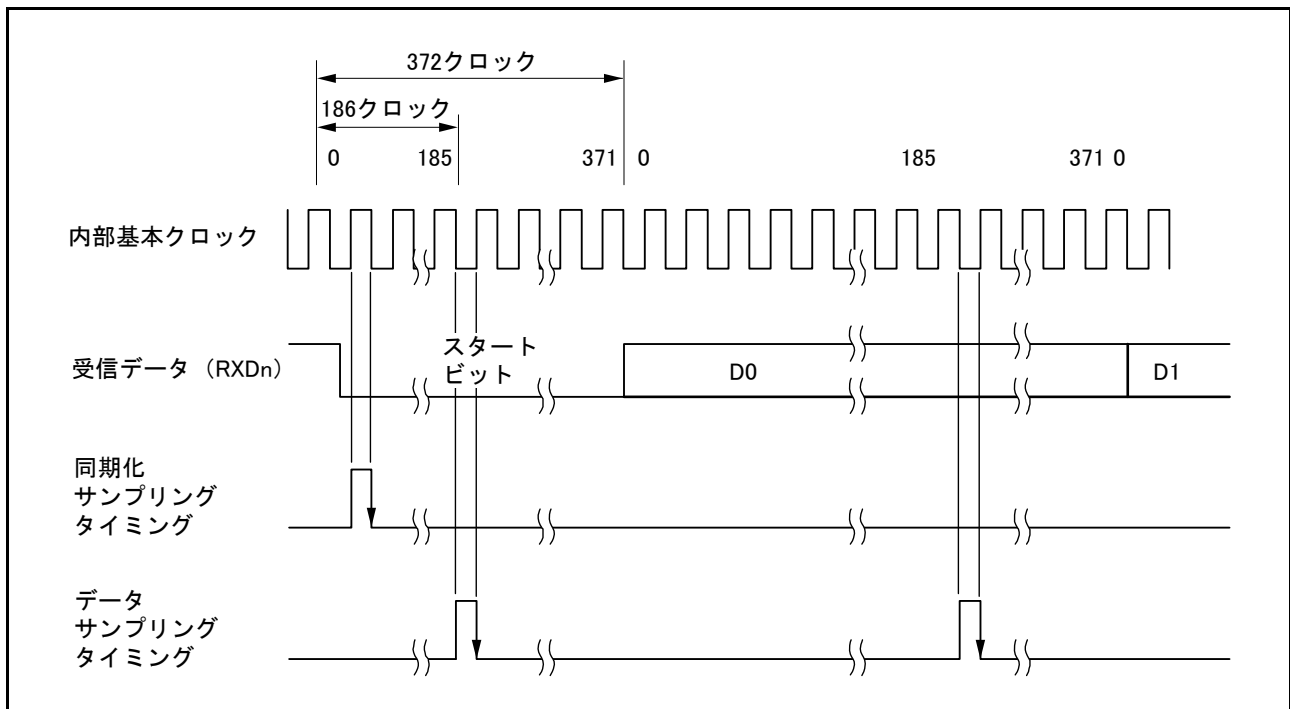 372クロック
186クロック
0 185 371 0 185 371 0
内部基本クロック
受信データ (RXDn)
スタート
ビット
D0 D1
同期化
サンプリング
タイミング
データ
サンプリング
タイミング